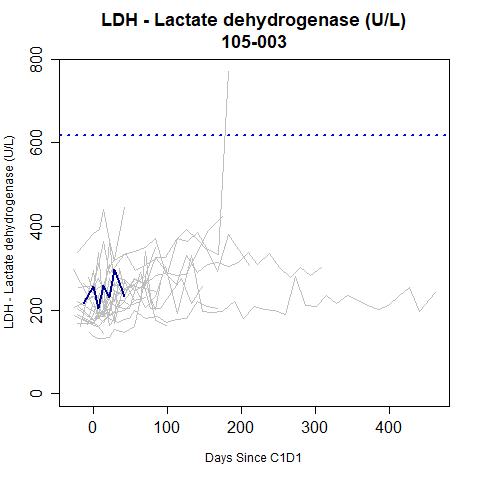 LDH - Lactate dehydrogenase (U/L)
105-003
LDH - Lactate dehydrogenase (U/L)
800
600
400
200
0
0 100 200 300 400
Days Since C1D1